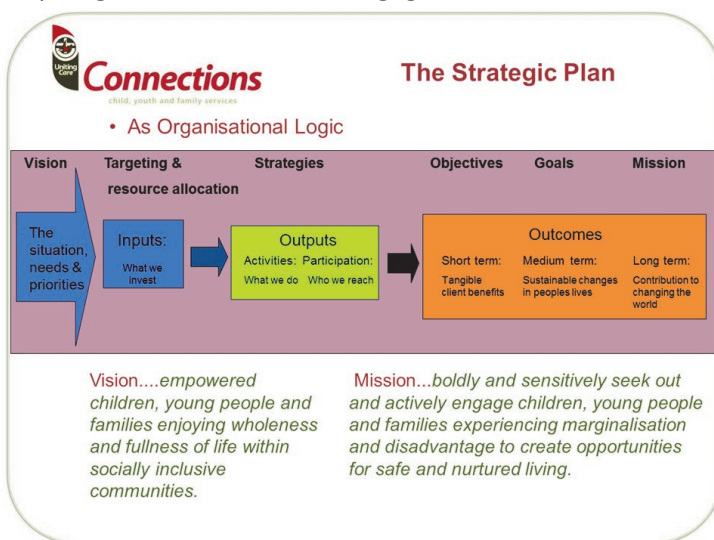 Uniting
Care
Connections
child, youth and family services
The Strategic Plan
• As Organisational Logic
Vision
Targeting &
resource allocation
Strategies
Objectives
Goals
Mission
The
situation,
needs &
priorities
Inputs:
What we
invest
Outputs
Activities: Participation:
What we do Who we reach
Outcomes
Short term:
Tangible
client benefits
Medium term:
Sustainable changes
in peoples lives
Long term:
Contribution to
changing the
world
Vision....empowered
children, young people and
families enjoying wholeness
and fullness of life within
socially inclusive
communities.
Mission...boldly and sensitively seek out
and actively engage children, young people
and families experiencing marginalisation
and disadvantage to create opportunities
for safe and nurtured living.